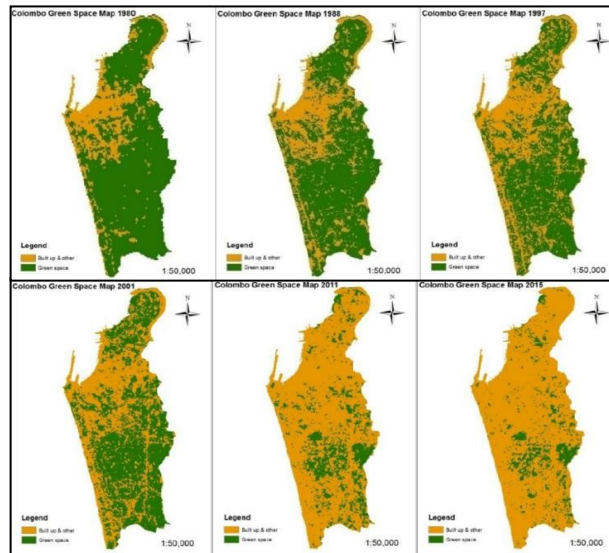 Colombo Green Space Map 1980
N
Legend
Built up & other
Green space
1:50,000
Colombo Green Space Map 1988
N
Legend
Built up & other
Green space
1:50,000
Colombo Green Space Map 1997
N
Legend
Built up & other
Green space
1:50,000
Colombo Green Space Map 2001
N
Legend
Built up & other
Green space
1:50,000
Colombo Green Space Map 2011
N
Legend
Built up & other
Green space
1:50,000
Colombo Green Space Map 2015
N
Legend
Built up & other
Green space
1:50,000